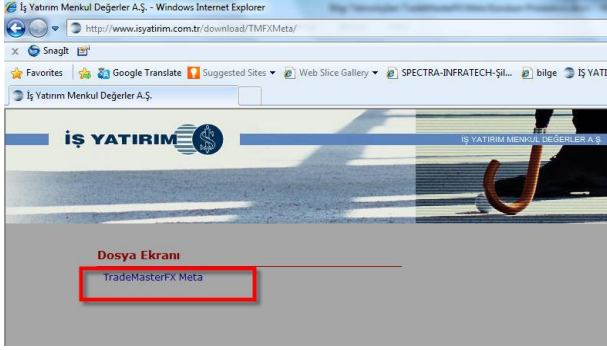 İş Yatırım Menkul Değerler A.Ş. - Windows Internet Explorer
http://www.isyatirim.com.tr/download/TMFXMeta/
x SnagIt
Favorites Google Translate Suggested Sites Web Slice Gallery SPECTRA-INFRATECH-Şil... bilge İŞ YATI
İş Yatırım Menkul Değerler A.Ş.
İŞ YATIRIM
İŞ YATIRIM MENKUL DEĞERLER A.Ş.
Dosya Ekranı
TradeMasterFX Meta